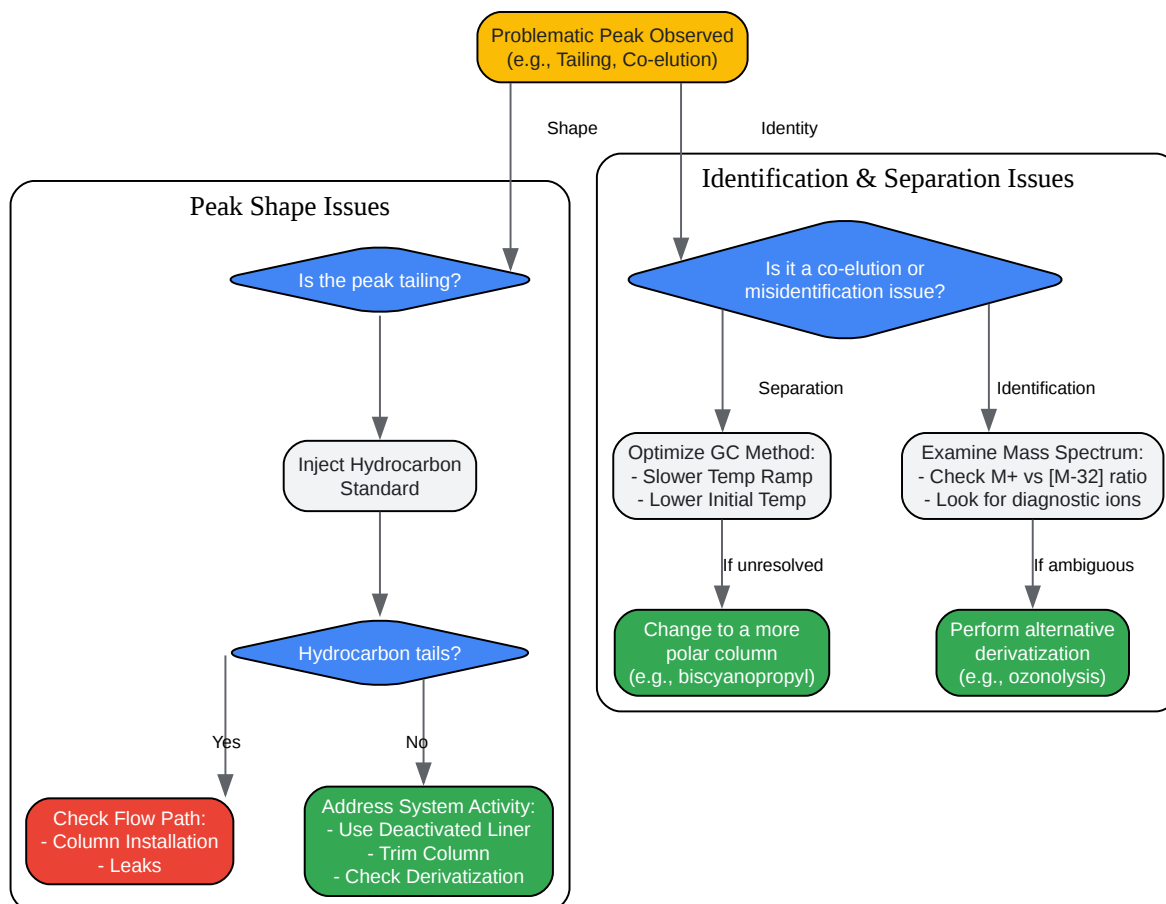 Problematic Peak Observed
(e.g., Tailing, Co-elution)
Shape
Identity
Peak Shape Issues
Is the peak tailing?
Inject Hydrocarbon
Standard
Hydrocarbon tails?
Yes
No
Check Flow Path:
- Column Installation
- Leaks
Address System Activity:
- Use Deactivated Liner
- Trim Column
- Check Derivatization
Identification & Separation Issues
Is it a co-elution or
misidentification issue?
Separation
Identification
Optimize GC Method:
- Slower Temp Ramp
- Lower Initial Temp
Examine Mass Spectrum:
- Check M+ vs [M-32] ratio
- Look for diagnostic ions
If unresolved
If ambiguous
Change to a more
polar column
(e.g., biscyanopropyl)
Perform alternative
derivatization
(e.g., ozonolysis)